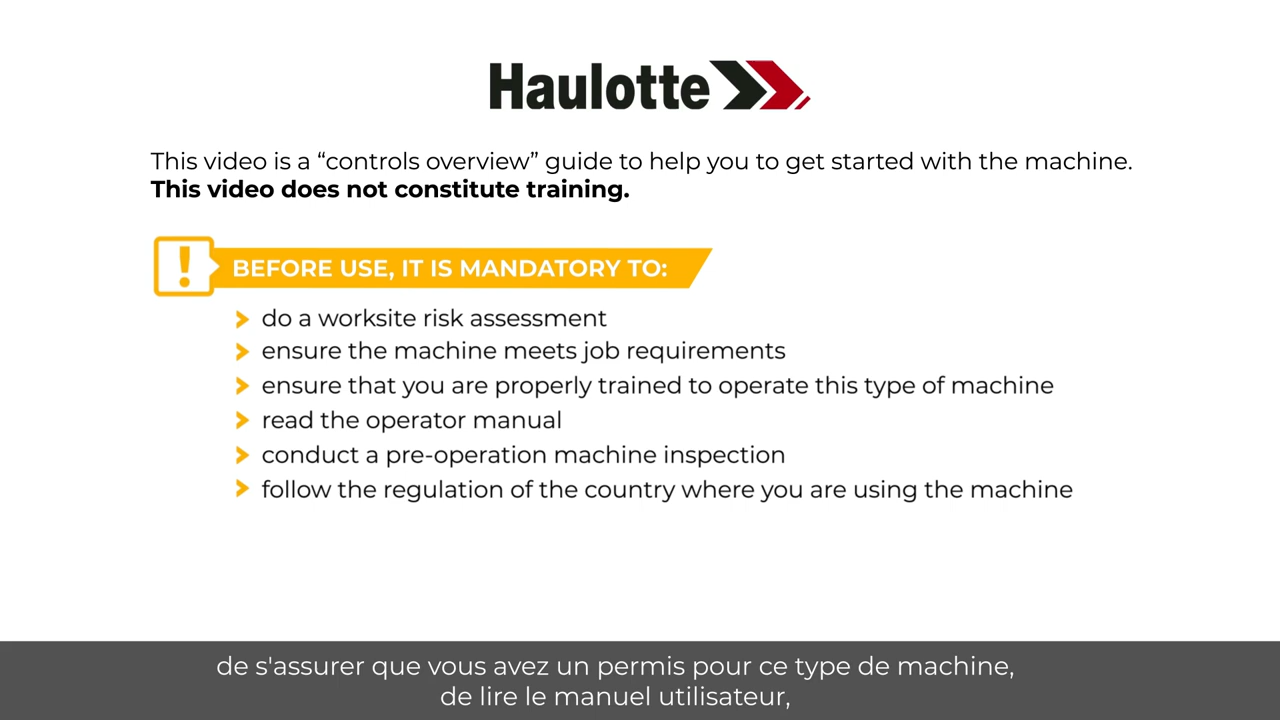 Haulotte
This video is a “controls overview” guide to help you to get started with the machine.
This video does not constitute training.
! BEFORE USE, IT IS MANDATORY TO:
do a worksite risk assessment
ensure the machine meets job requirements
ensure that you are properly trained to operate this type of machine
read the operator manual
conduct a pre-operation machine inspection
follow the regulation of the country where you are using the machine
de s'assurer que vous avez un permis pour ce type de machine,
de lire le manuel utilisateur,